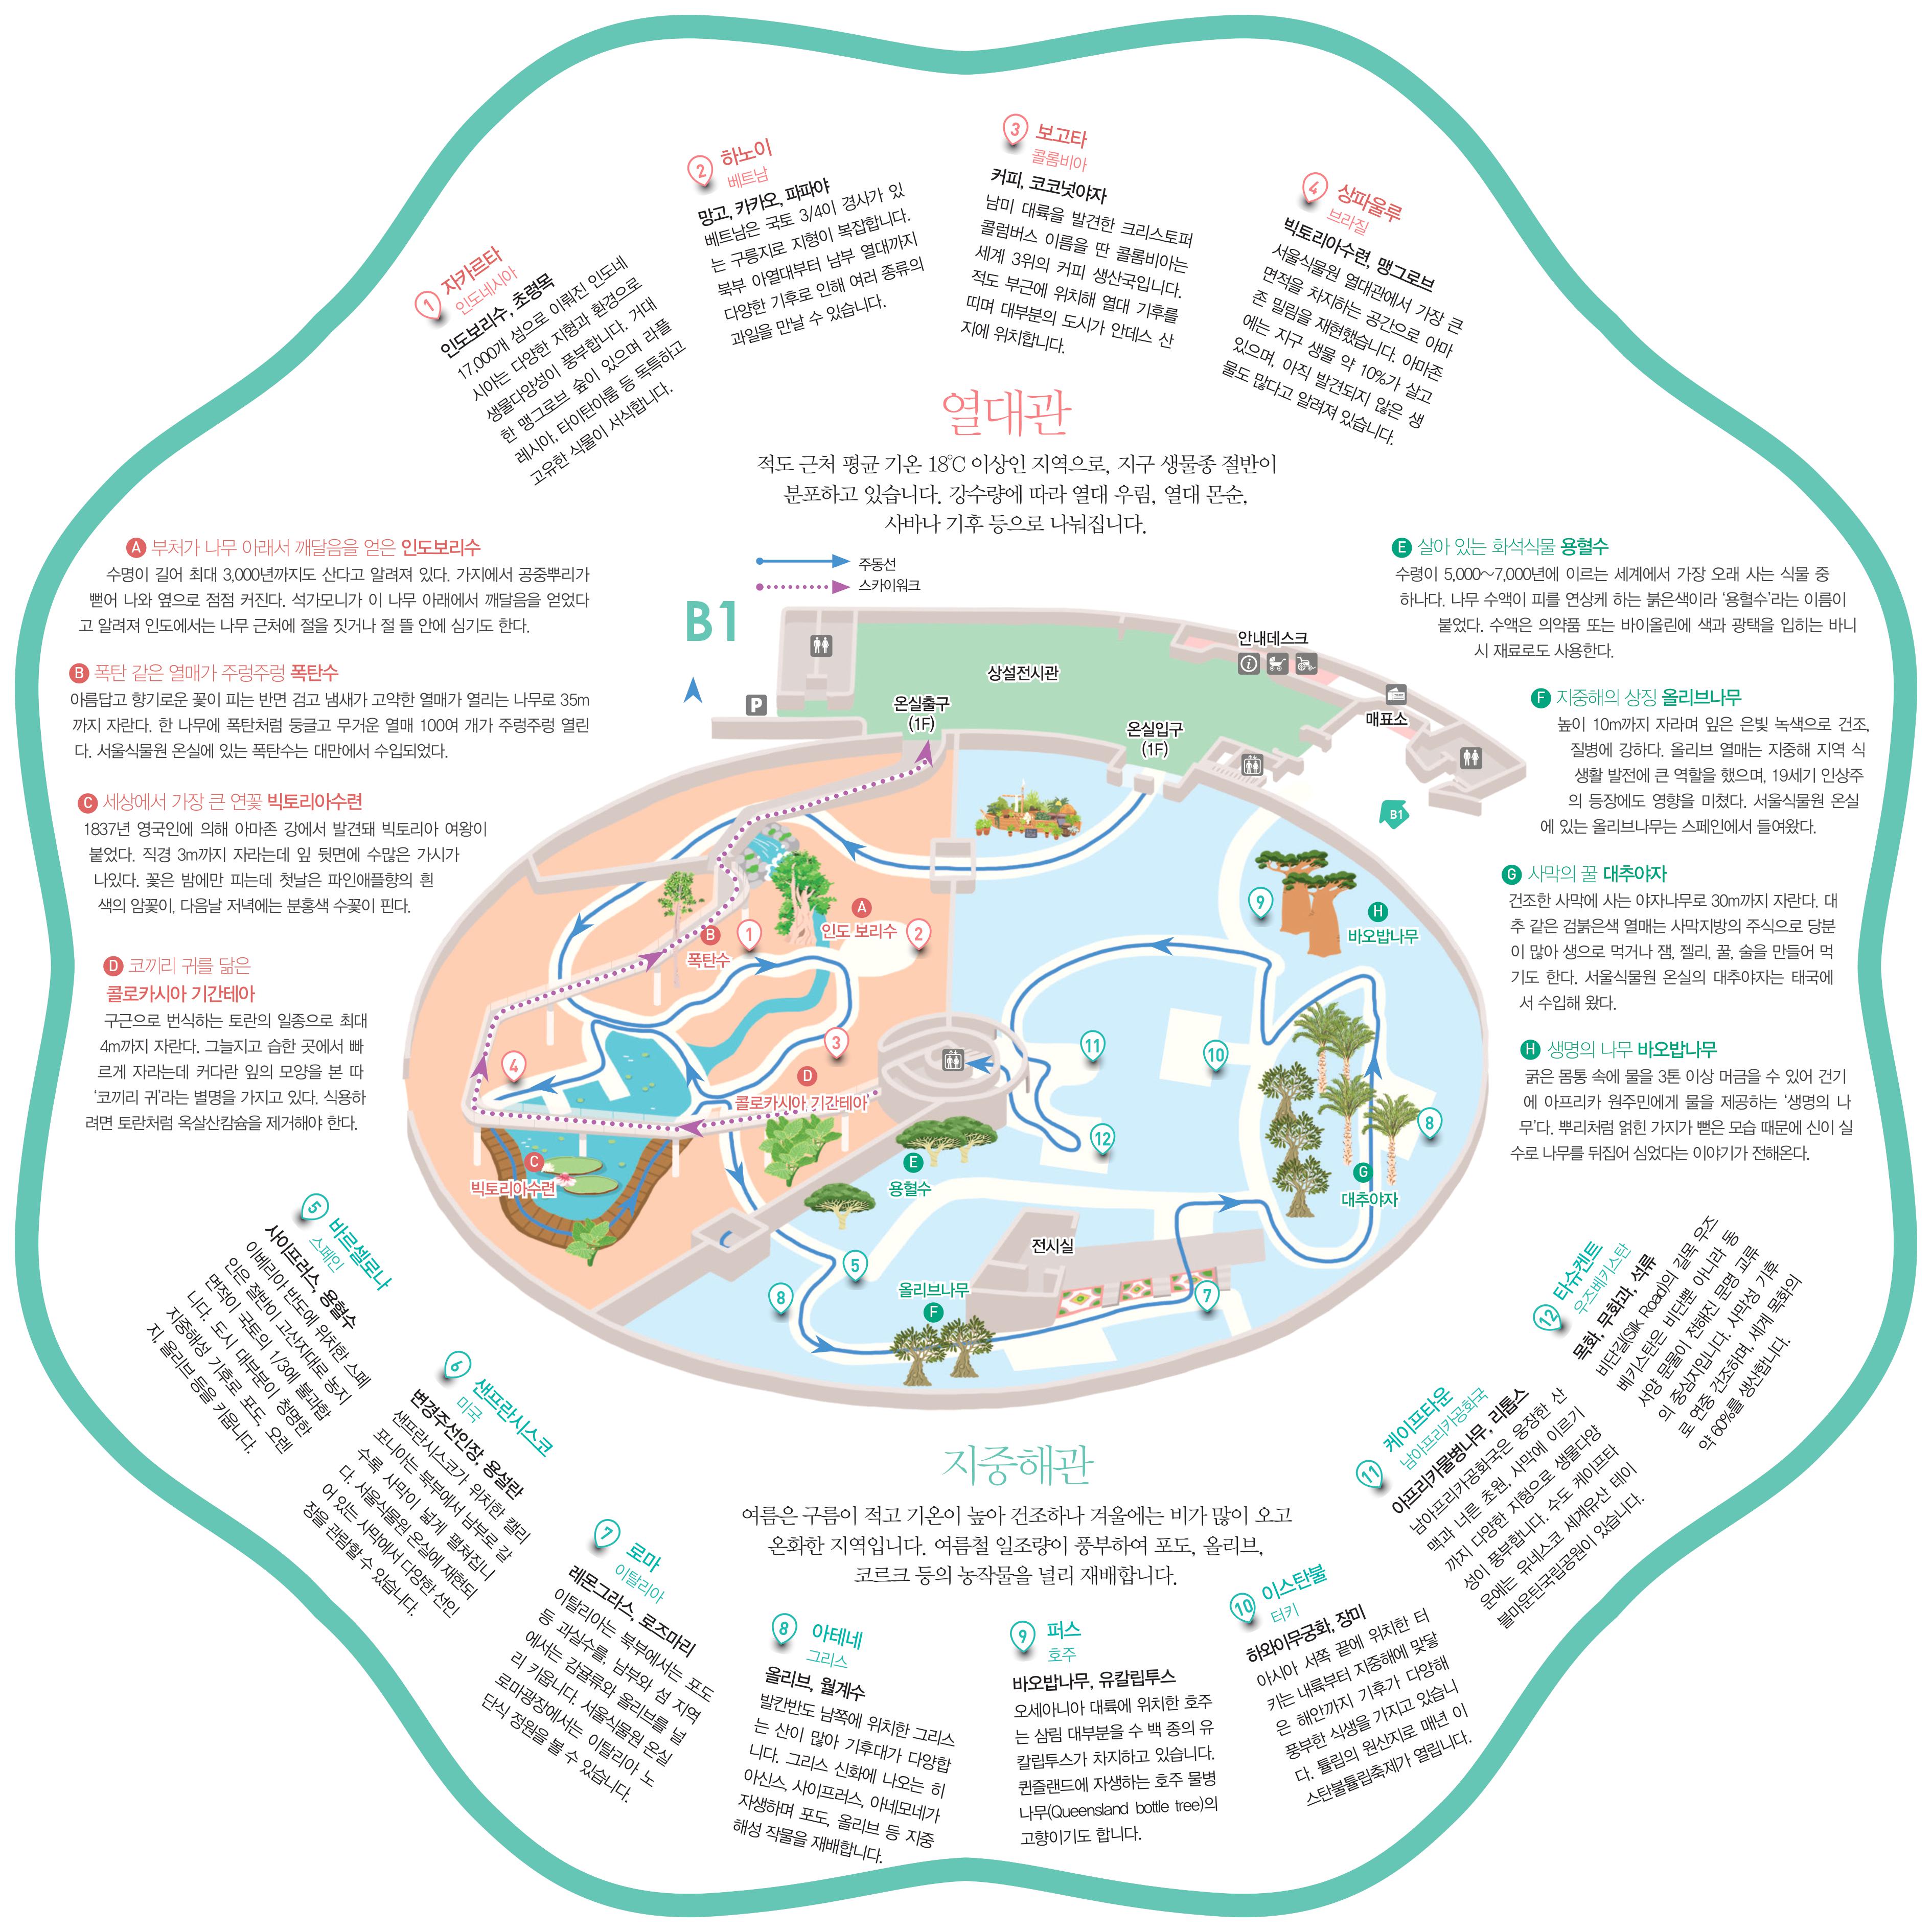 1 자카르타
인도네시아
인도보리수, 초령목
17,000개 섬으로 이뤄진 인도네
시아는 다양한 지형과 환경으로
생물다양성이 풍부합니다. 거대
한 맹그로브 숲이 있으며 라플
레시아, 타이탄아룸 등 독특하고
고유한 식물이 서식합니다.
2 하노이
베트남
망고, 카카오, 파파야
베트남은 국토 3/4이 경사가 있
는 구릉지로 지형이 복잡합니다.
북부 아열대부터 남부 열대까지
다양한 기후로 인해 여러 종류의
과일을 만날 수 있습니다.
3 보고타
콜롬비아
커피, 코코넛야자
남미 대륙을 발견한 크리스토퍼
콜럼버스 이름을 딴 콜롬비아는
세계 3위의 커피 생산국입니다.
적도 부근에 위치해 열대 기후를
띠며 대부분의 도시가 안데스 산
지에 위치합니다.
4 상파울루
브라질
빅토리아수련, 맹그로브
서울식물원 열대관에서 가장 큰
면적을 차지하는 공간으로 아마
존 밀림을 재현했습니다. 아마존
에는 지구 생물 약 10%가 살고
있으며, 아직 발견되지 않은 생
물도 많다고 알려져 있습니다.
열대관
적도 근처 평균 기온 18℃ 이상인 지역으로, 지구 생물종 절반이
분포하고 있습니다. 강수량에 따라 열대 우림, 열대 몬순,
사바나 기후 등으로 나눠집니다.
A 부처가 나무 아래서 깨달음을 얻은 인도보리수
수명이 길어 최대 3,000년까지도 산다고 알려져 있다. 가지에서 공중뿌리가
뻗어 나와 옆으로 점점 커진다. 석가모니가 이 나무 아래에서 깨달음을 얻었다
고 알려져 인도에서는 나무 근처에 절을 짓거나 절 뜰 안에 심기도 한다.
B 폭탄 같은 열매가 주렁주렁 폭탄수
아름답고 향기로운 꽃이 피는 반면 검고 냄새가 고약한 열매가 열리는 나무로 35m
까지 자란다. 한 나무에 폭탄처럼 둥글고 무거운 열매 100여 개가 주렁주렁 열린
다. 서울식물원 온실에 있는 폭탄수는 대만에서 수입되었다.
C 세상에서 가장 큰 연꽃 빅토리아수련
1837년 영국인에 의해 아마존 강에서 발견돼 빅토리아 여왕이
붙었다. 직경 3m까지 자라는데 잎 뒷면에 수많은 가시가
나있다. 꽃은 밤에만 피는데 첫날은 파인애플향의 흰
색의 암꽃이, 다음날 저녁에는 분홍색 수꽃이 핀다.
D 코끼리 귀를 닮은
콜로카시아 기간테아
구근으로 번식하는 토란의 일종으로 최대
4m까지 자란다. 그늘지고 습한 곳에서 빠
르게 자라는데 커다란 잎의 모양을 본 따
'코끼리 귀'라는 별명을 가지고 있다. 식용하
려면 토란처럼 옥살산캄슘을 제거해야 한다.
주동선
스카이워크
B1
P
안내데스크
상설전시관
온실출구
(1F)
온실입구
(1F)
매표소
B1
A
인도 보리수
B
폭탄수
1
2
3
4
D
콜로카시아 기간테아
C
빅토리아수련
9
H
바오밥나무
11
10
12
8
E
용혈수
G
대추야자
전시실
5
8
올리브나무
F
7
E 살아 있는 화석식물 용혈수
수령이 5,000~7,000년에 이르는 세계에서 가장 오래 사는 식물 중
하나다. 나무 수액이 피를 연상케 하는 붉은색이라 '용혈수'라는 이름이
붙었다. 수액은 의약품 또는 바이올린에 색과 광택을 입히는 바니
시 재료로도 사용한다.
F 지중해의 상징 올리브나무
높이 10m까지 자라며 잎은 은빛 녹색으로 건조,
질병에 강하다. 올리브 열매는 지중해 지역 식
생활 발전에 큰 역할을 했으며, 19세기 인상주
의 등장에도 영향을 미쳤다. 서울식물원 온실
에 있는 올리브나무는 스페인에서 들여왔다.
G 사막의 꿀 대추야자
건조한 사막에 사는 야자나무로 30m까지 자란다. 대
추 같은 검붉은색 열매는 사막지방의 주식으로 당분
이 많아 생으로 먹거나 잼, 젤리, 꿀, 술을 만들어 먹
기도 한다. 서울식물원 온실의 대추야자는 태국에
서 수입해 왔다.
H 생명의 나무 바오밥나무
굵은 몸통 속에 물을 3톤 이상 머금을 수 있어 건기
에 아프리카 원주민에게 물을 제공하는 '생명의 나
무'다. 뿌리처럼 얽힌 가지가 뻗은 모습 때문에 신이 실
수로 나무를 뒤집어 심었다는 이야기가 전해온다.
5 바르셀로나
스페인
사이프러스, 용혈수
이베리아 반도에 위치한 스페
인은 절반이 고산지대로 농지
면적이 국토의 1/3에 불과합
니다. 도시 대부분이 청명한
지중해성 기후로 포도, 오렌
지, 올리브 등을 키웁니다.
6 샌프란시스코
미국
변경주선인장, 용설란
샌프란시스코가 위치한 캘리
포니아는 북부에서 남부로 갈
수록 사막이 넓게 펼쳐집니
다. 서울식물원 온실에 재현되
어 있는 사막에서 다양한 선인
장을 관람할 수 있습니다.
7 로마
이탈리아
레몬그라스, 로즈마리
이탈리아는 북부에서는 포도
등 과실수를, 남부와 섬 지역
에서는 감귤류와 올리브를 널
리 키웁니다. 서울식물원 온실
로마광장에서는 이탈리아 노
단식 정원을 볼 수 있습니다.
지중해관
여름은 구름이 적고 기온이 높아 건조하나 겨울에는 비가 많이 오고
온화한 지역입니다. 여름철 일조량이 풍부하여 포도, 올리브,
코르크 등의 농작물을 널리 재배합니다.
8 아테네
그리스
올리브, 월계수
발칸반도 남쪽에 위치한 그리스
는 산이 많아 기후대가 다양합
니다. 그리스 신화에 나오는 히
아신스, 사이프러스, 아네모네가
자생하며 포도, 올리브 등 지중
해성 작물을 재배합니다.
9 퍼스
호주
바오밥나무, 유칼립투스
오세아니아 대륙에 위치한 호주
는 삼림 대부분을 수 백 종의 유
칼립투스가 차지하고 있습니다.
퀸즐랜드에 자생하는 호주 물병
나무(Queensland bottle tree)의
고향이기도 합니다.
10 이스탄불
터키
하와이무궁화, 장미
아시아 서쪽 끝에 위치한 터
키는 내륙부터 지중해에 맞닿
은 해안까지 기후가 다양해
풍부한 식생을 가지고 있습니
다. 튤립의 원산지로 매년 이
스탄불튤립축제가 열립니다.
11 케이프타운
남아프리카공화국
아프리카물병나무, 리톱스
남아프리카공화국은 웅장한 산
맥과 너른 초원, 사막에 이르기
까지 다양한 지형으로 생물다양
성이 풍부합니다. 수도 케이프타
운에는 유네스코 세계유산 테이
블마운틴국립공원이 있습니다.
12 타슈켄트
우즈베키스탄
목화, 무화과, 석류
비단길(Silk Road)의 길목 우즈
베키스탄은 비단뿐 아니라 동
서양 문물이 전해진 문명 교류
의 중심지입니다. 사막성 기후
로 연중 건조하며, 세계 목화의
약 60%를 생산합니다.